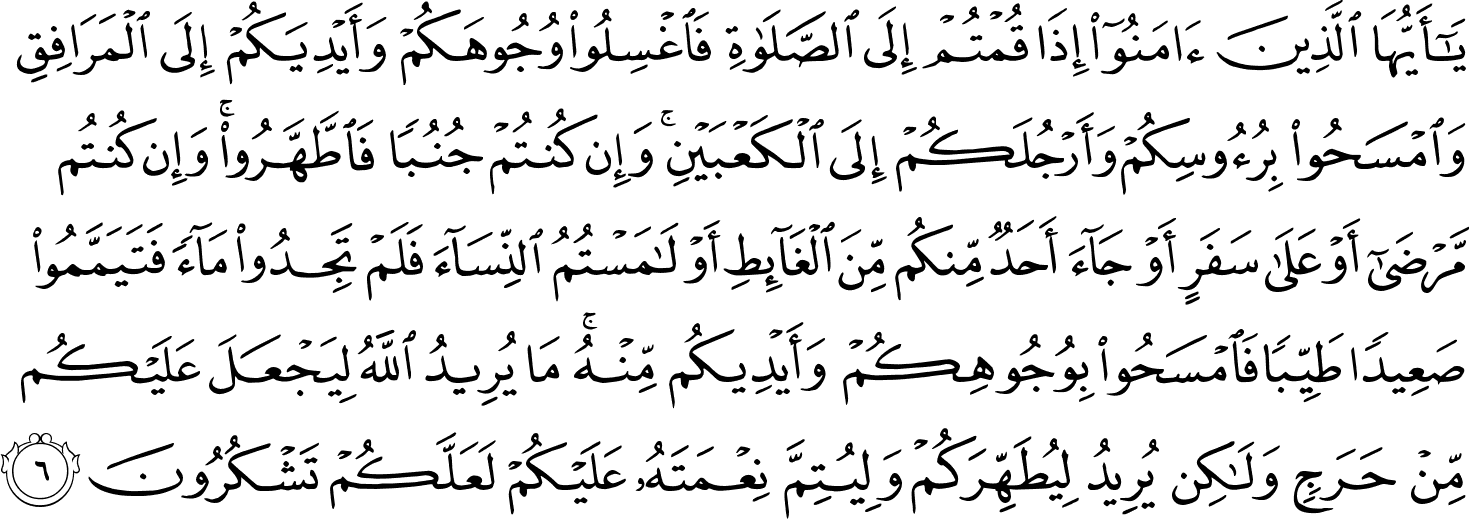 يَـٰٓأَيُّهَا ٱلَّذِينَ ءَامَنُوٓا۟ إِذَا قُمْتُمْ إِلَى ٱلصَّلَوٰةِ فَٱغْسِلُوا۟ وُجُوهَكُمْ وَأَيْدِيَكُمْ إِلَى ٱلْمَرَافِقِ
وَٱمْسَحُوا۟ بِرُءُوسِكُمْ وَأَرْجُلَكُمْ إِلَى ٱلْكَعْبَيْنِ ۚ وَإِن كُنتُمْ جُنُبًا فَٱطَّهَّرُوا۟ ۚ وَإِن كُنتُم
مَّرْضَىٰٓ أَوْ عَلَىٰ سَفَرٍ أَوْ جَآءَ أَحَدٌ مِّنكُم مِّنَ ٱلْغَآئِطِ أَوْ لَـٰمَسْتُمُ ٱلنِّسَآءَ فَلَمْ تَجِدُوا۟ مَآءً فَتَيَمَّمُوا۟
صَعِيدًا طَيِّبًا فَٱمْسَحُوا۟ بِوُجُوهِكُمْ وَأَيْدِيكُم مِّنْهُ ۚ مَا يُرِيدُ ٱللَّهُ لِيَجْعَلَ عَلَيْكُم
مِّنْ حَرَجٍ وَلَـٰكِن يُرِيدُ لِيُطَهِّرَكُمْ وَلِيُتِمَّ نِعْمَتَهُۥ عَلَيْكُمْ لَعَلَّكُمْ تَشْكُرُونَ ٦